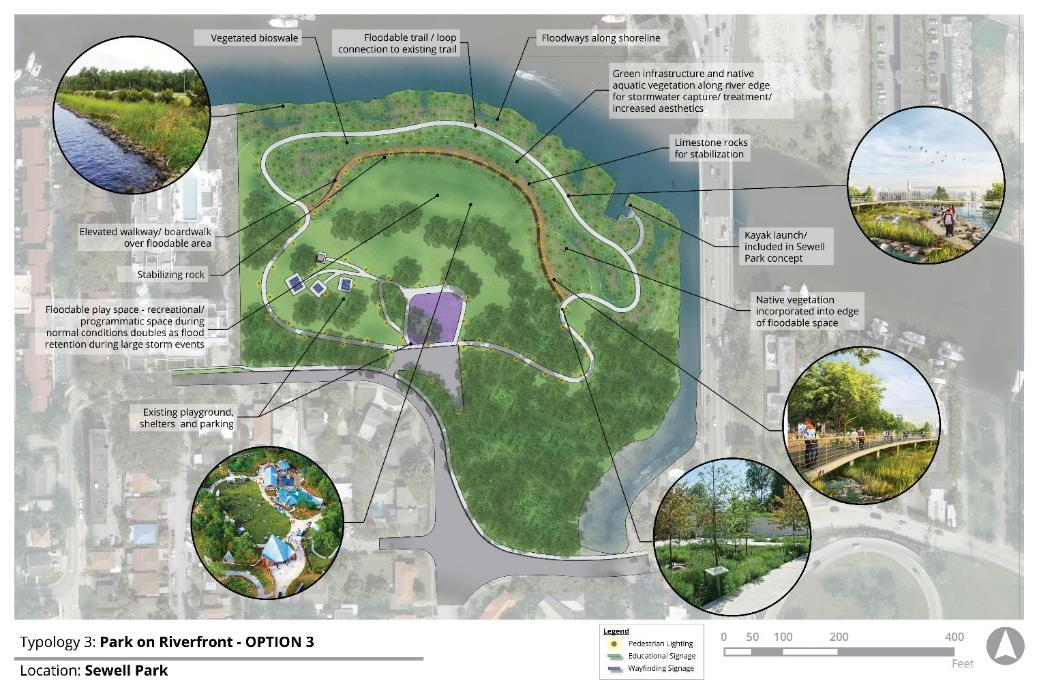 Vegetated bioswale
Floodable trail / loop
connection to existing trail
Floodways along shoreline
Green infrastructure and native
aquatic vegetation along river edge
for stormwater capture/ treatment/
increased aesthetics
Limestone rocks
for stabilization
Elevated walkway/ boardwalk
over floodable area
Kayak launch/
included in Sewell
Park concept
Stabilizing rock
Native vegetation
incorporated into edge
of floodable space
Floodable play space - recreational/
programmatic space during
normal conditions doubles as flood
retention during large storm events
Existing playground,
shelters and parking
Typology 3: Park on Riverfront - OPTION 3
Location: Sewell Park
Legend
Pedestrian Lighting
Educational Signage
Wayfinding Signage
0 50 100 200 400
Feet